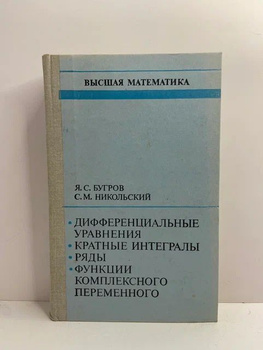 ВЫСШАЯ МАТЕМАТИКА
Я. С. БУГРОВ
С. М. НИКОЛЬСКИЙ
• ДИФФЕРЕНЦИАЛЬНЫЕ
УРАВНЕНИЯ
• КРАТНЫЕ ИНТЕГРАЛЫ
• РЯДЫ
• ФУНКЦИИ
КОМПЛЕКСНОГО
ПЕРЕМЕННОГО